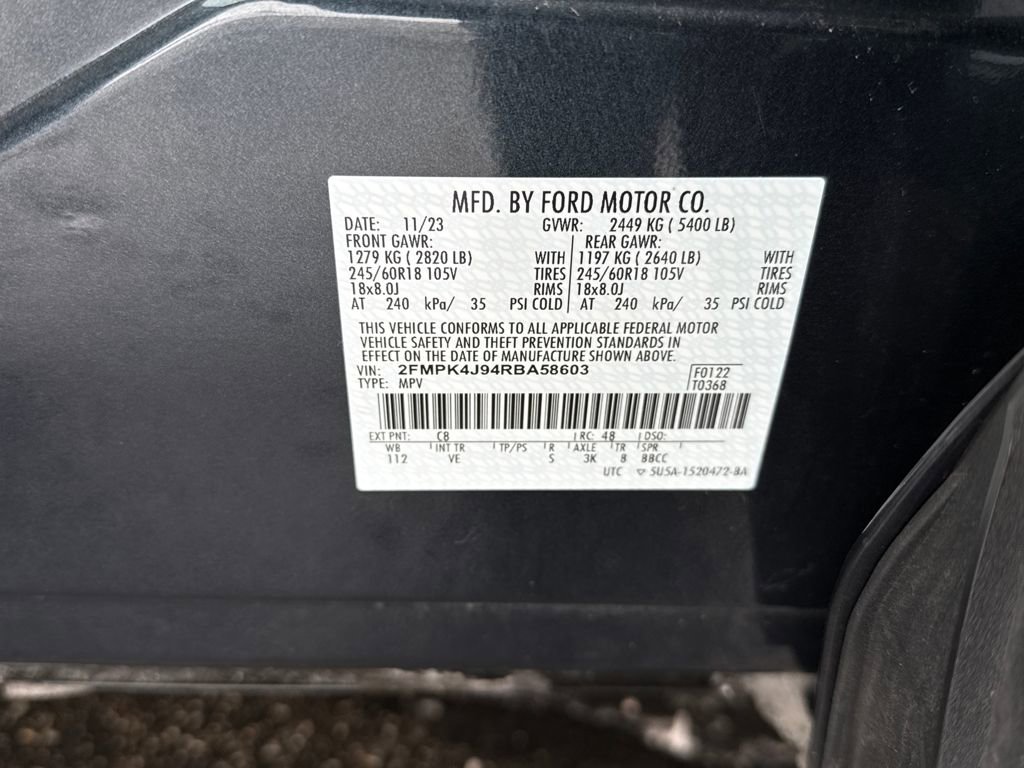 MFD. BY FORD MOTOR CO.
DATE: 11/23 GVWR: 2449 KG ( 5400 LB)
FRONT GAWR: REAR GAWR:
1279 KG ( 2820 LB) WITH 1197 KG ( 2640 LB) WITH
245/60R18 105V TIRES 245/60R18 105V TIRES
18x8.0J RIMS 18x8.0J RIMS
AT 240 kPa/ 35 PSI COLD AT 240 kPa/ 35 PSI COLD
THIS VEHICLE CONFORMS TO ALL APPLICABLE FEDERAL MOTOR
VEHICLE SAFETY AND THEFT PREVENTION STANDARDS IN
EFFECT ON THE DATE OF MANUFACTURE SHOWN ABOVE.
VIN: 2FMPK4J94RBA58603 F0122
TYPE: MPV T0368
EXT PNT: C8 RC: 48 DSO:
WB INT TR TP/PS R AXLE TR SPR
112 VE S 3K 8 BBCC
UTC ▽ 5U5A-1520472-BA